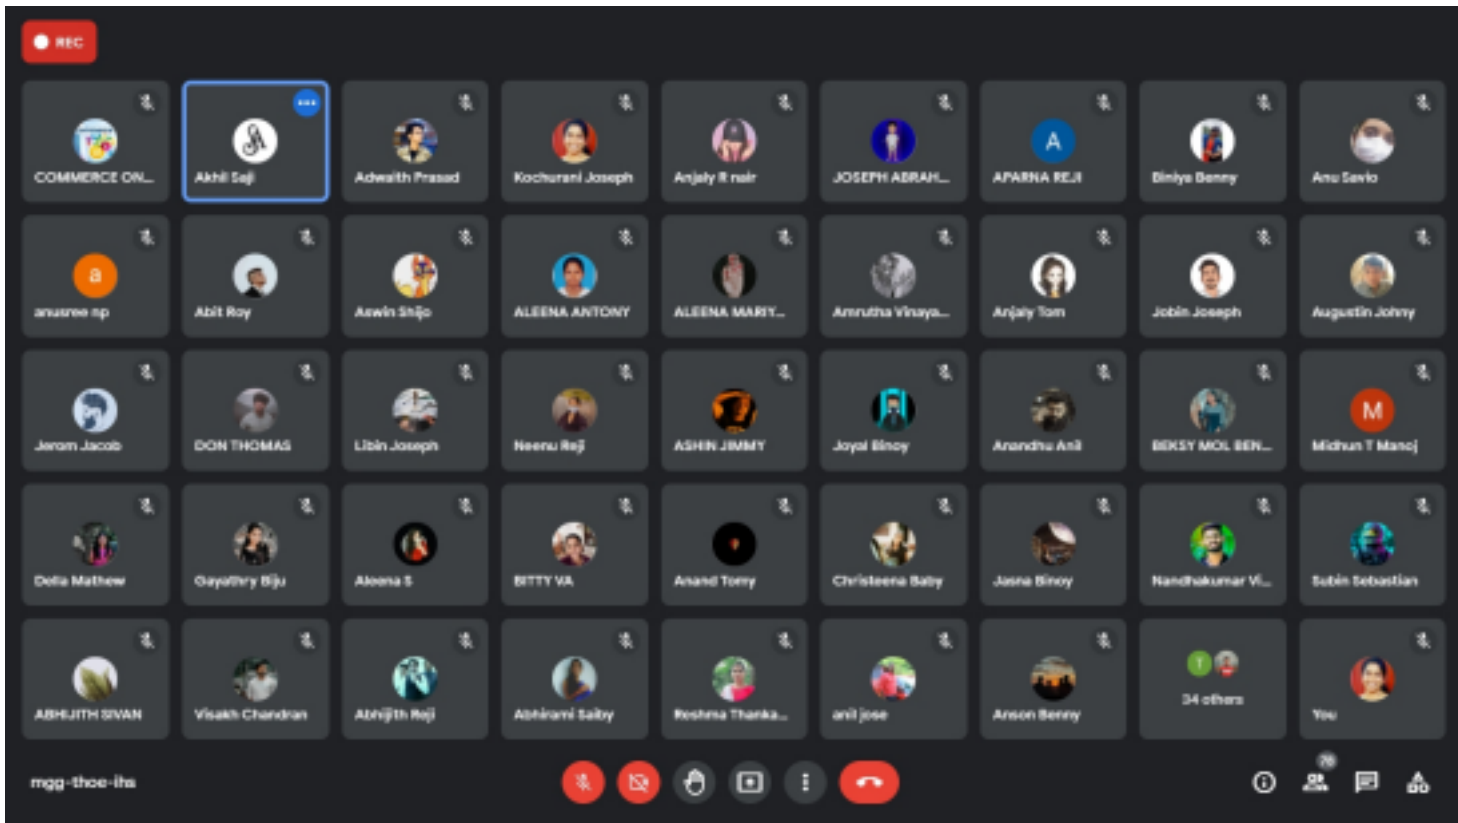 REC
COMMERCE ON...
Akhil Saji
Adwaith Prasad
Kochurani Joseph
Anjaly R nair
JOSEPH ABRAH...
A
APARNA REJI
Biniya Benny
Anu Savio
a
anusree np
Abit Roy
Aswin Shijo
ALEENA ANTONY
ALEENA MARIY...
Amrutha Vinaya...
Anjaly Tom
Jobin Joseph
Augustin Johny
Jerom Jacob
DON THOMAS
Libin Joseph
Neenu Reji
ASHIN JIMMY
Joyal Binoy
Anandhu Anil
BEKSY MOL BEN...
M
Midhun T Manoj
Della Mathew
Gayathry Biju
Aleena S
BITTY VA
Anand Tomy
Christeena Baby
Jasna Binoy
Nandhakumar Vi...
Subin Sebastian
ABHIJITH SIVAN
Visakh Chandran
Abhijith Reji
Abhirami Saiby
Reshma Thanka...
anil jose
Anson Benny
T
34 others
You
mgg-thoe-ihs
78